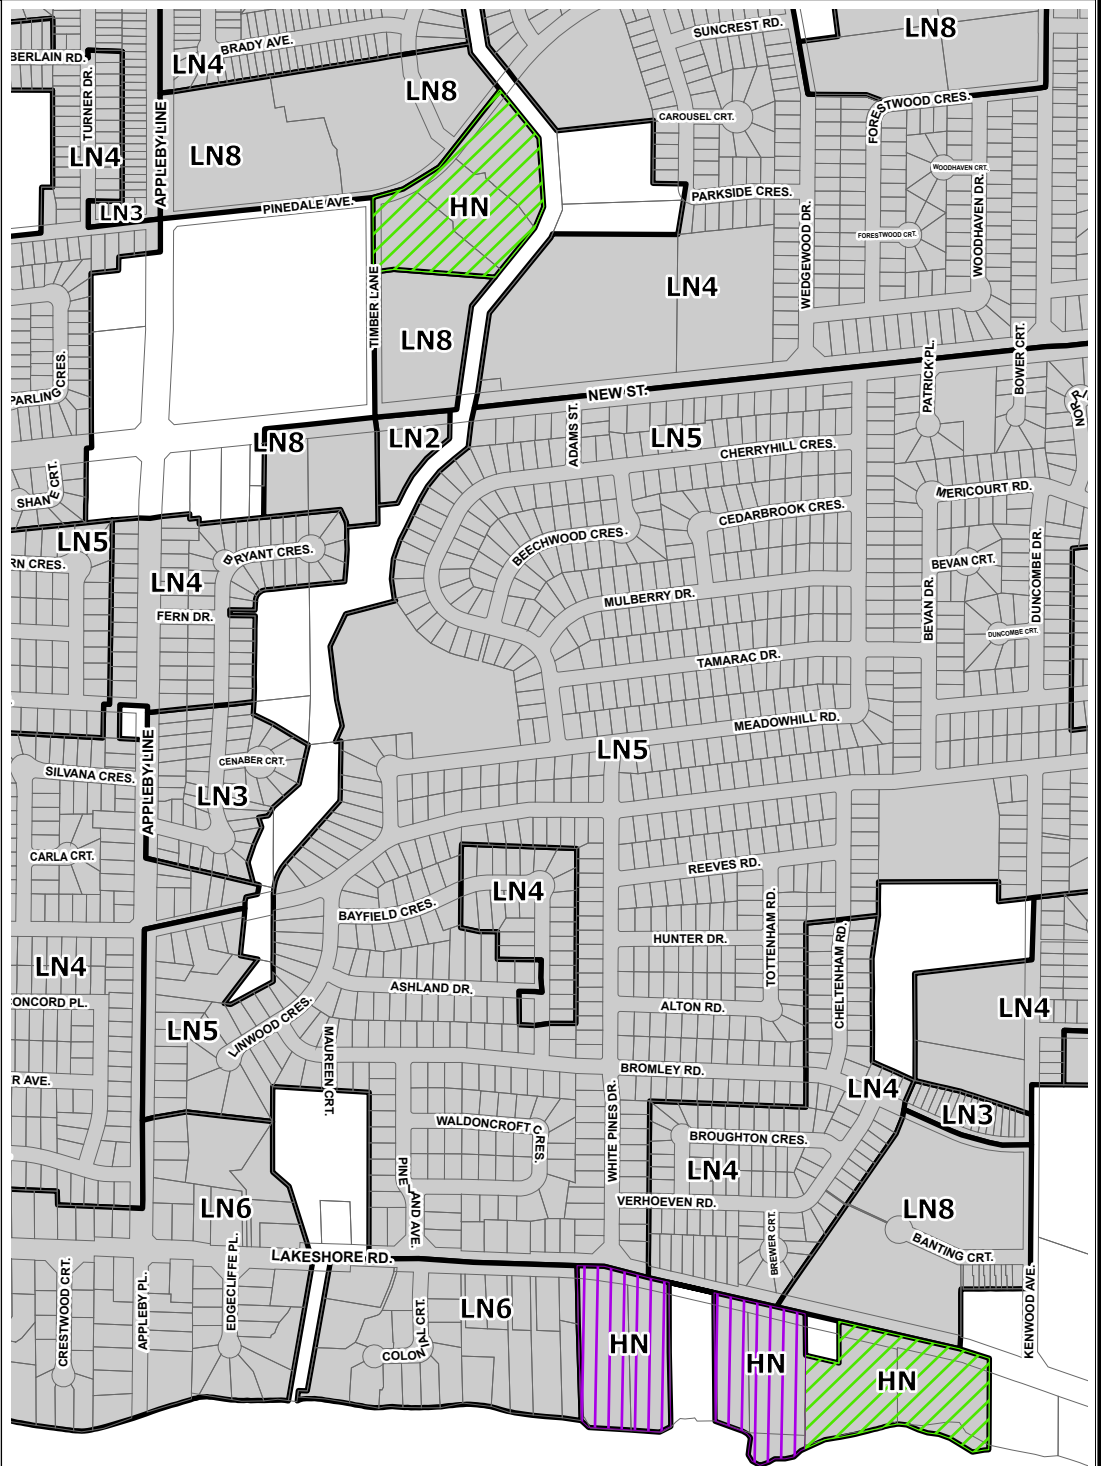 SUNCREST RD.
LN8
BRADY AVE.
BERLAIN RD.
LN4
LN8
TURNER DR.
APPLEBY LINE
FORESTWOOD CRES.
CAROUSEL CRT.
LN4
LN8
WOODHAVEN CRT.
PARKSIDE CRES.
HN
PINEDALE AVE.
LN3
WEDGEWOOD DR.
WOODHAVEN DR.
FORESTWOOD CRT.
LN4
TIMBER LANE
LN8
PATRICK PL.
BOWER CRT.
PARLING CRES.
NEW ST.
ADAMS ST.
LN5
LN8
LN2
CHERRYHILL CRES.
SHANE CRT.
MERICOURT RD.
CEDARBROOK CRES.
LN5
BEECHWOOD CRES.
BRYANT CRES.
RN CRES.
BEVAN CRT.
DUNCOMBE DR.
LN4
MULBERRY DR.
BEVAN DR.
FERN DR.
DUNCOMBE CRT.
TAMARAC DR.
MEADOWHILL RD.
LN5
CENABER CRT.
SILVANA CRES.
APPLEBY LINE
LN3
CARLA CRT.
REEVES RD.
LN4
BAYFIELD CRES.
TOTTENHAM RD.
HUNTER DR.
CHELTENHAM RD.
LN4
ASHLAND DR.
CONCORD PL.
ALTON RD.
LN4
LN5
LINWOOD CRES.
MAUREEN CRT.
BROMLEY RD.
R AVE.
LN4
LN3
WHITE PINES DR.
WALDONCROFT CRES.
BROUGHTON CRES.
LN4
PINELAND AVE.
VERHOEVEN RD.
LN6
LN8
BREWER CRT.
BANTING CRT.
LAKESHORE RD.
EDGECLIFFE PL.
CRESTWOOD CRT.
APPLEBY PL.
LN6
KENWOOD AVE.
COLONIAL CRT.
HN
HN
HN